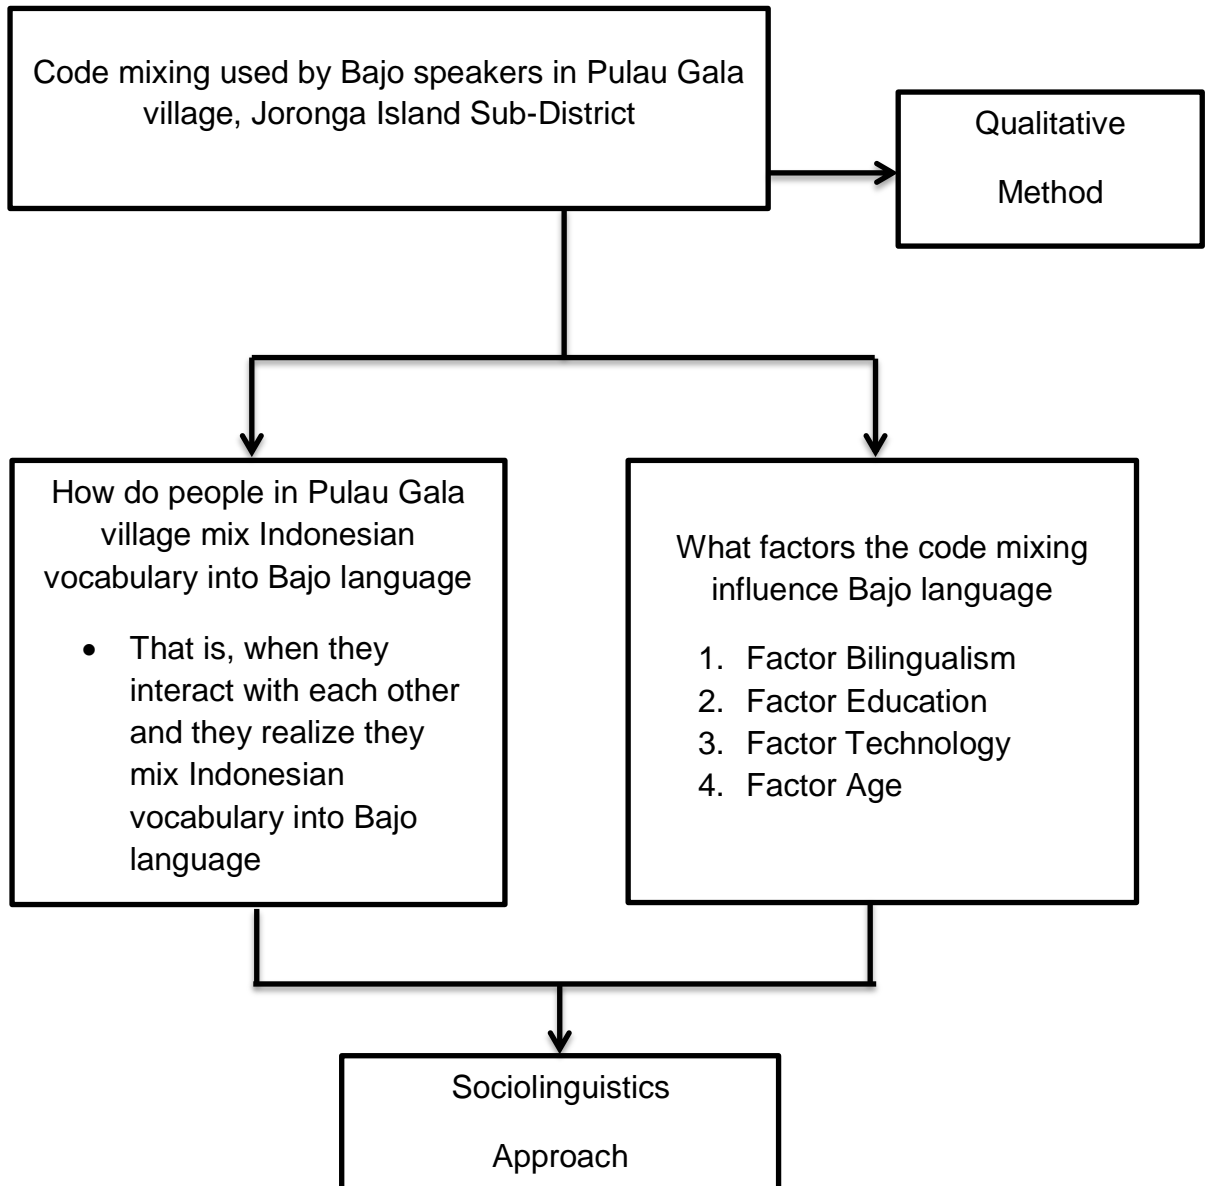 Code mixing used by Bajo speakers in Pulau Gala
village, Joronga Island Sub-District
Qualitative
Method
How do people in Pulau Gala
village mix Indonesian
vocabulary into Bajo language
• That is, when they
interact with each other
and they realize they
mix Indonesian
vocabulary into Bajo
language
What factors the code mixing
influence Bajo language
1. Factor Bilingualism
2. Factor Education
3. Factor Technology
4. Factor Age
Sociolinguistics
Approach